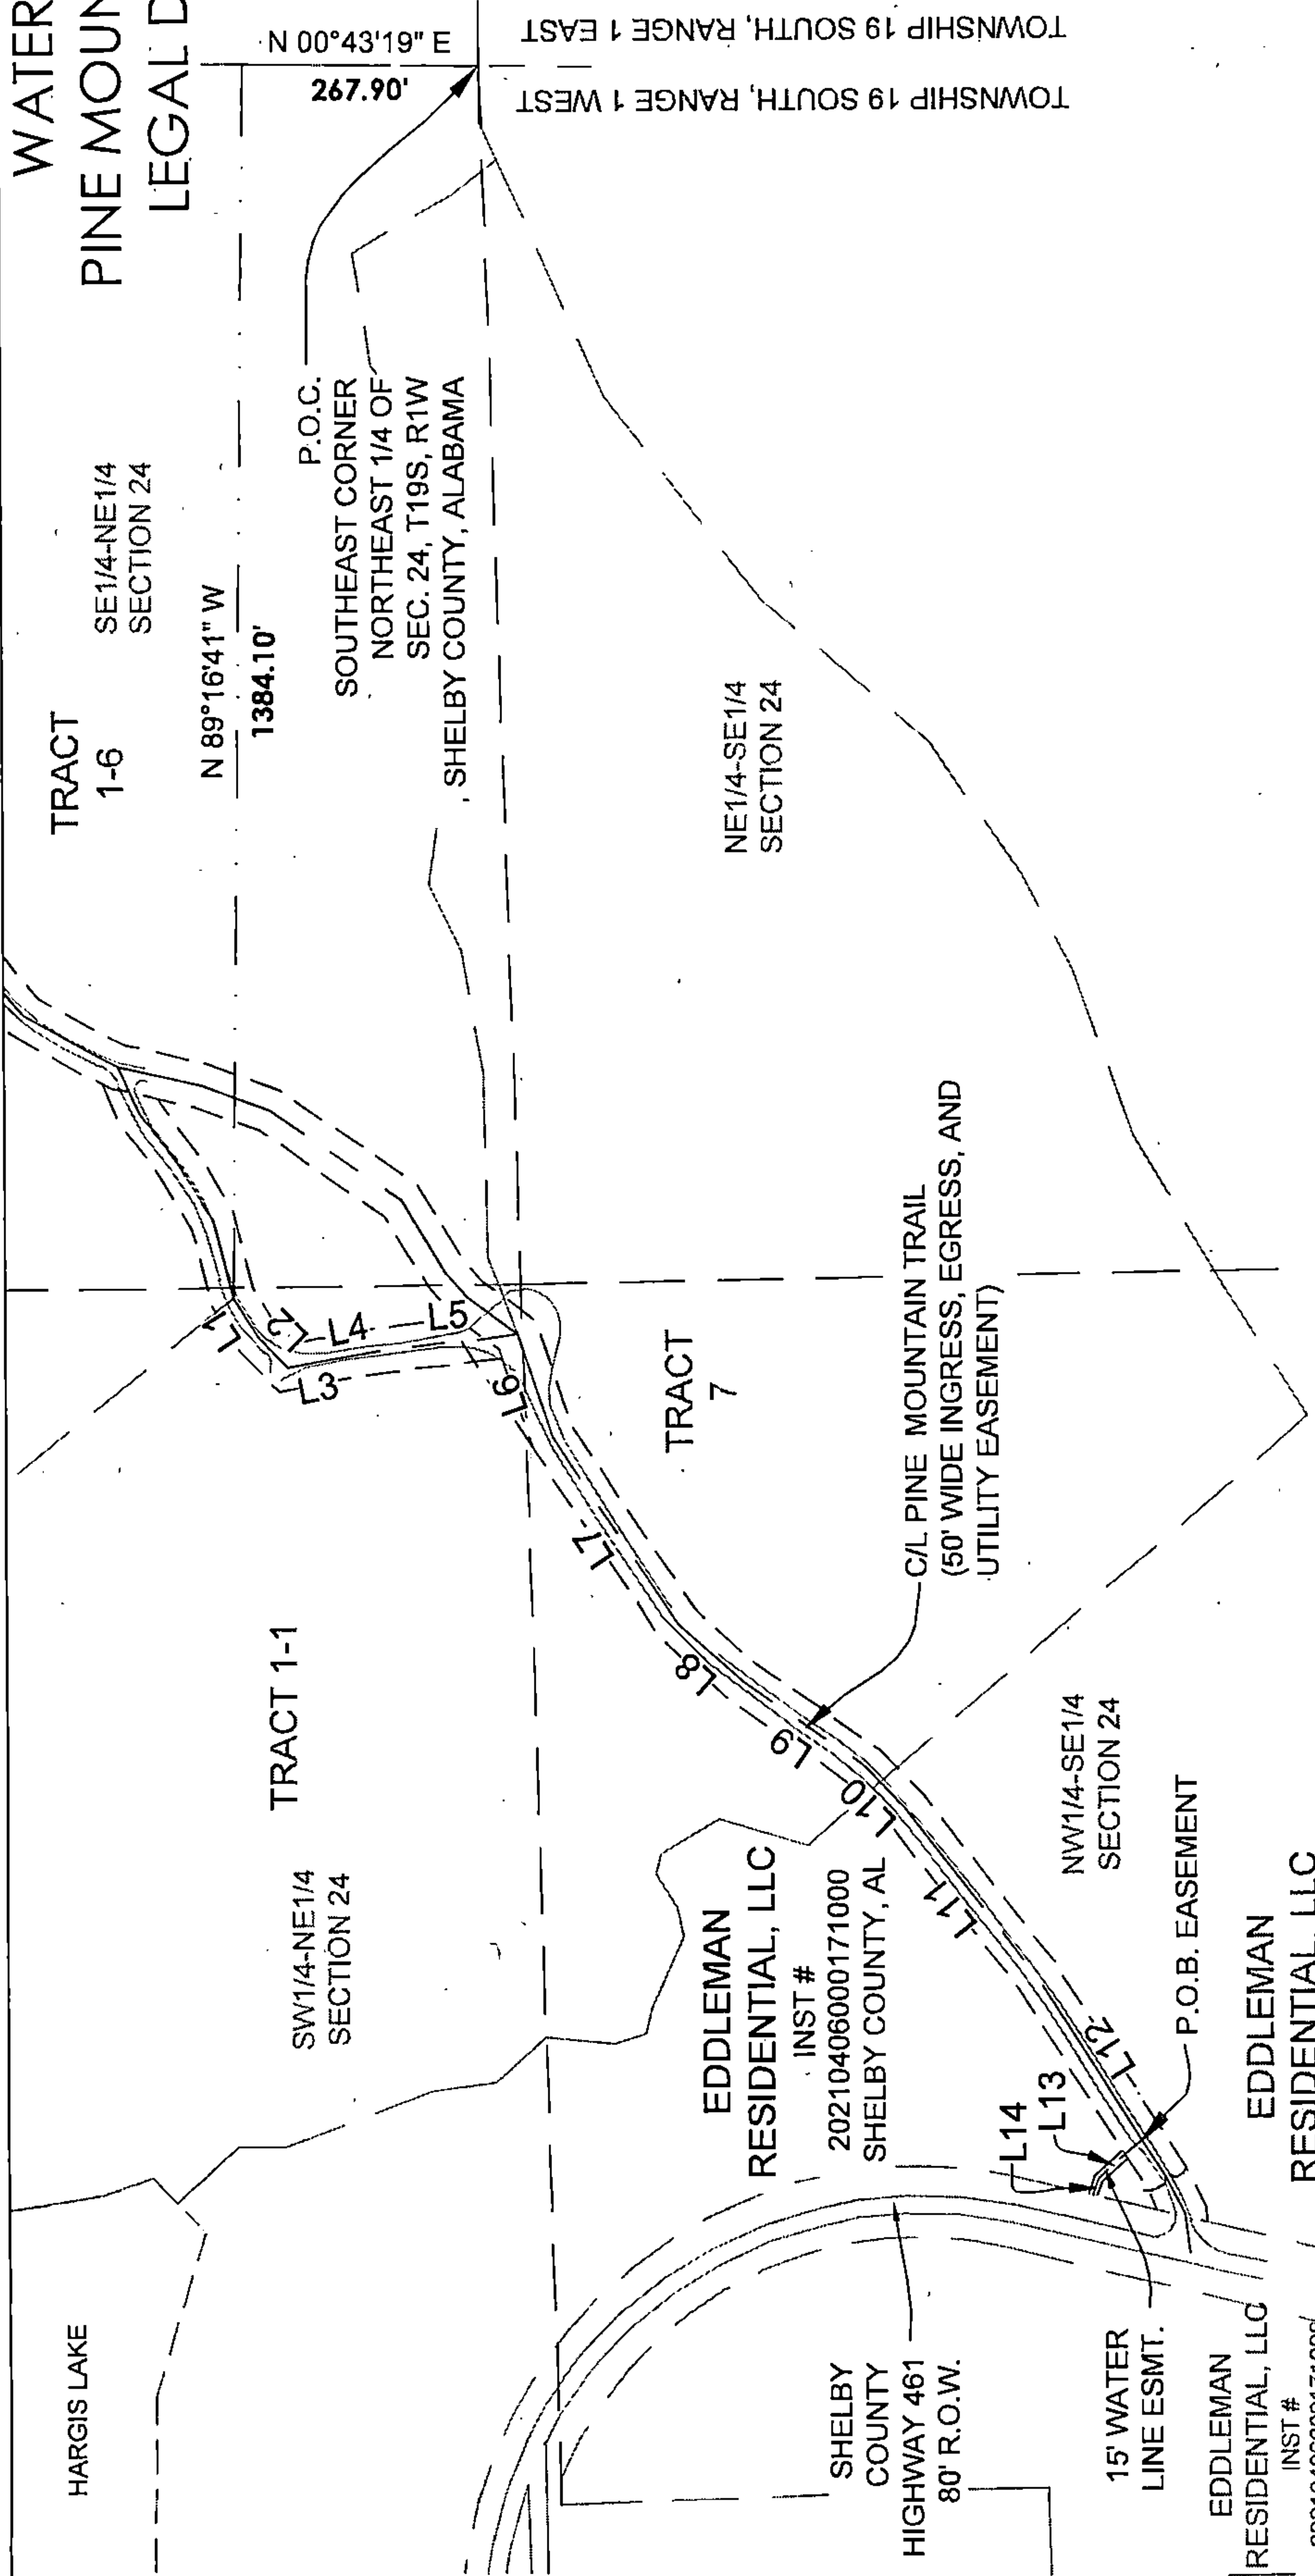 WATER
PINE MOUN
LEGAL D
N 00°43'19" E
267.90'
TOWNSHIP 19 SOUTH, RANGE 1 EAST
TOWNSHIP 19 SOUTH, RANGE 1 WEST
P.O.C.
SOUTHEAST CORNER
NORTHEAST 1/4 OF
SEC. 24, T19S, R1W
SHELBY COUNTY, ALABAMA
SE1/4-NE1/4
SECTION 24
N 89°16'41" W
1384.10'
TRACT
1-6
NE1/4-SE1/4
SECTION 24
L1
L2
L3
L4
L5
L6
L7
L8
L9
L10
L11
L12
L13
L14
TRACT
7
C/L PINE MOUNTAIN TRAIL
(50' WIDE INGRESS, EGRESS, AND
UTILITY EASEMENT)
TRACT 1-1
SW1/4-NE1/4
SECTION 24
NW1/4-SE1/4
SECTION 24
P.O.B. EASEMENT
EDDLEMAN
RESIDENTIAL, LLC
INST #
20210406000171000
SHELBY COUNTY, AL
EDDLEMAN
RESIDENTIAL, LLC
HARGIS LAKE
SHELBY
COUNTY
HIGHWAY 461
80' R.O.W.
15' WATER
LINE ESMT.
EDDLEMAN
RESIDENTIAL, LLC
INST #